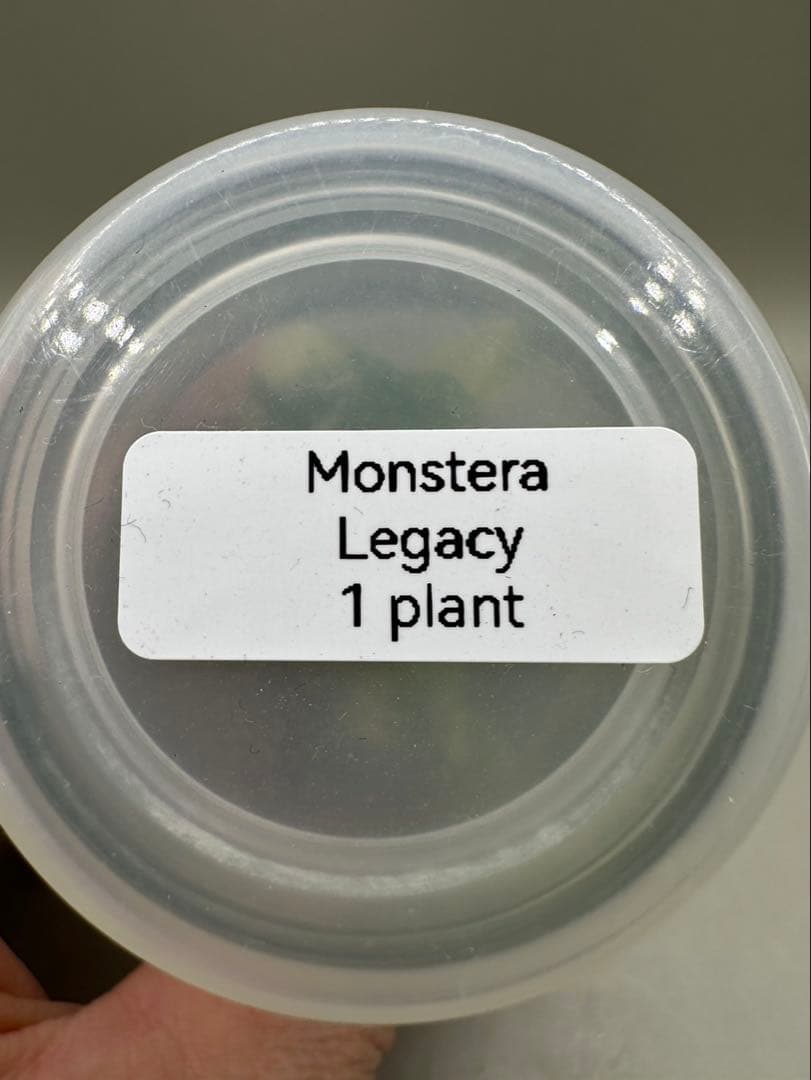 Monstera
Legacy
1 plant